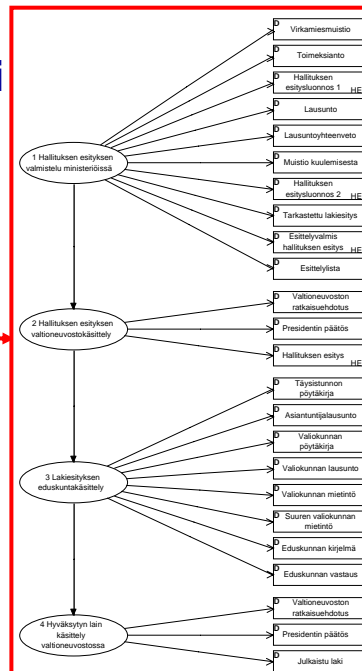 i
D
Virkamiesmuistio
D
Toimeksianto
D
Hallituksen
esitysluonnos 1
HE
D
Lausunto
D
Lausuntoyhteenveto
1 Hallituksen esityksen
valmistelu ministeriöissä
D
Muistio kuulemisesta
D
Hallituksen
esitysluonnos 2
HE
D
Tarkastettu lakiesitys
D
Esittelyvalmis
hallituksen esitys
HE
D
Esittelylista
D
Valtioneuvoston
ratkaisuehdotus
2 Hallituksen esityksen
valtioneuvostokäsittely
D
Presidentin päätös
D
Hallituksen esitys
HE
D
Täysistunnon
pöytäkirja
D
Asiantuntijalausunto
D
Valiokunnan
pöytäkirja
D
Valiokunnan lausunto
3 Lakiesityksen
eduskuntakäsittely
D
Valiokunnan mietintö
D
Suuren valiokunnan
mietintö
D
Eduskunnan kirjelmä
D
Eduskunnan vastaus
D
Valtioneuvoston
ratkaisuehdotus
4 Hyväksytyn lain
käsittely
valtioneuvostossa
D
Presidentin päätös
D
Julkaistu laki